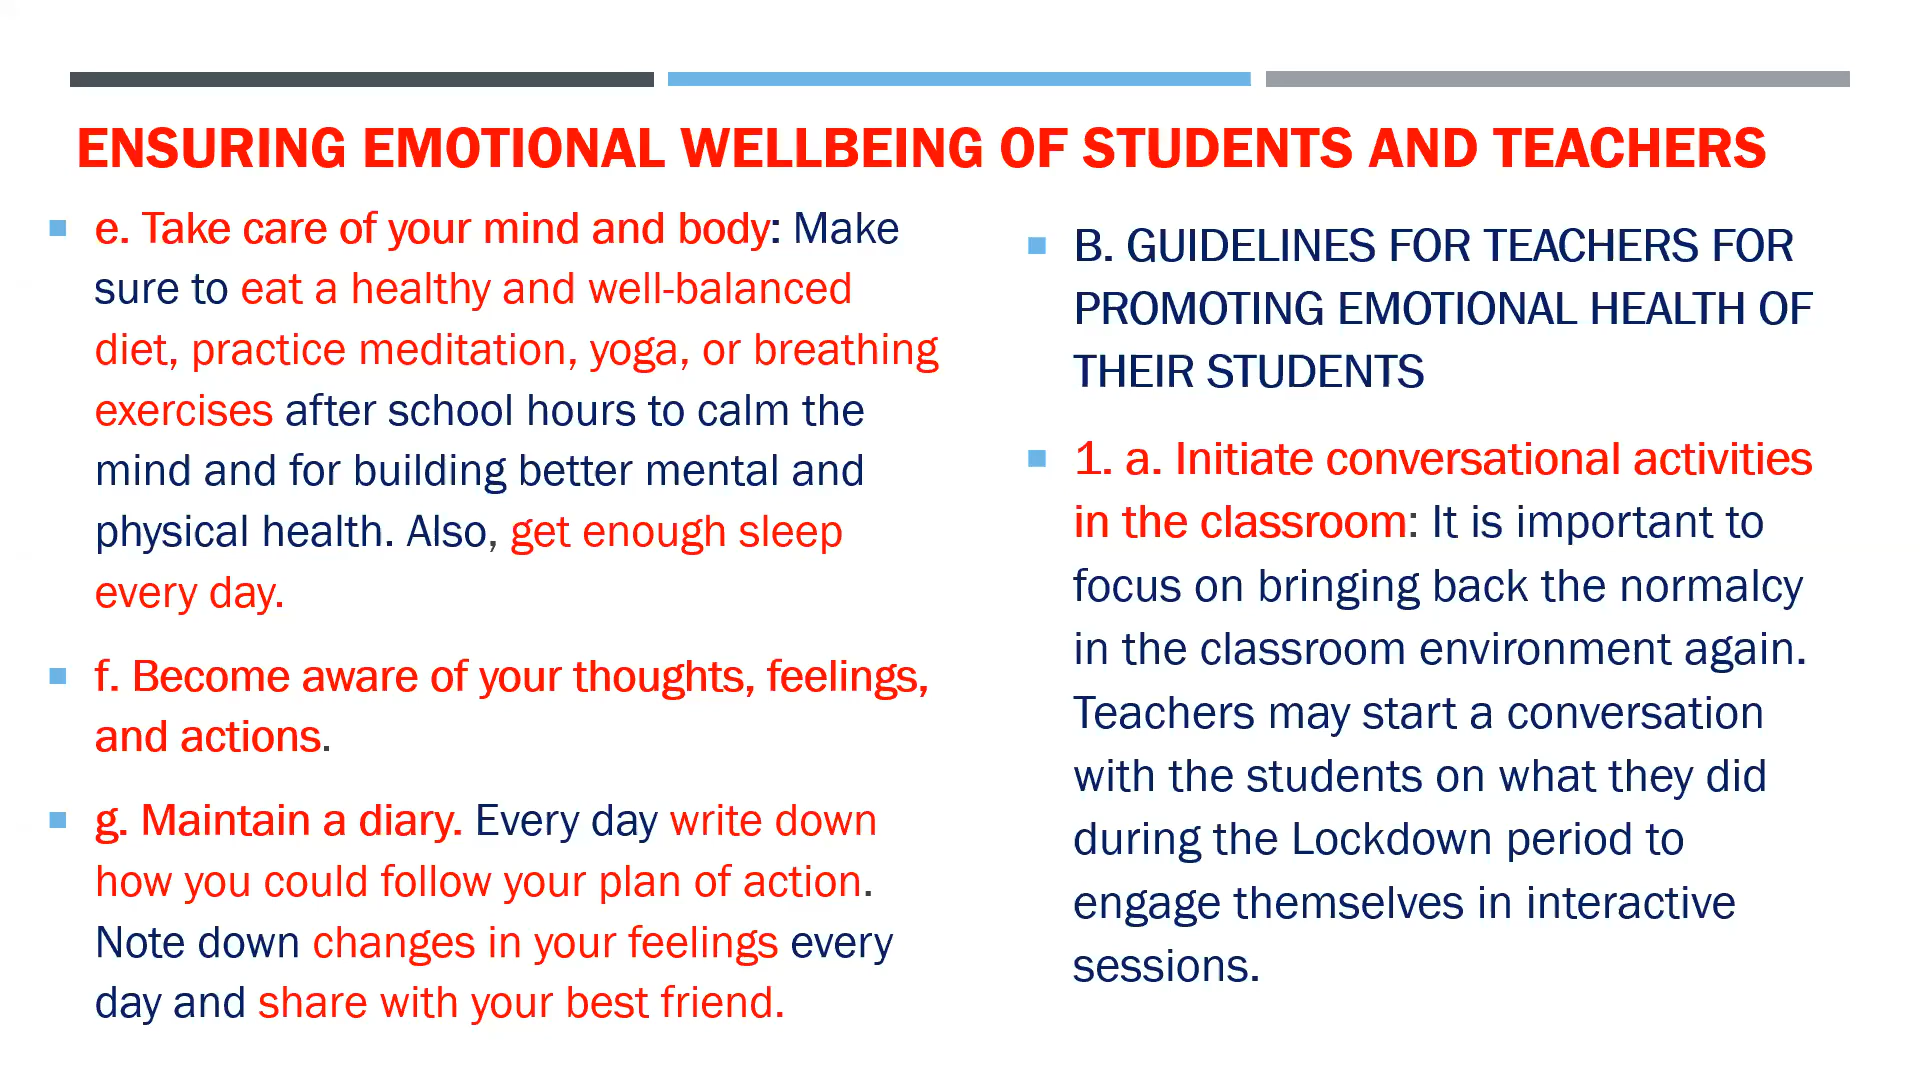 ENSURING EMOTIONAL WELLBEING OF STUDENTS AND TEACHERS
e. Take care of your mind and body: Make
sure to eat a healthy and well-balanced
diet, practice meditation, yoga, or breathing
exercises after school hours to calm the
mind and for building better mental and
physical health. Also, get enough sleep
every day.
f. Become aware of your thoughts, feelings,
and actions.
g. Maintain a diary. Every day write down
how you could follow your plan of action.
Note down changes in your feelings every
day and share with your best friend.
B. GUIDELINES FOR TEACHERS FOR
PROMOTING EMOTIONAL HEALTH OF
THEIR STUDENTS
1. a. Initiate conversational activities
in the classroom: It is important to
focus on bringing back the normalcy
in the classroom environment again.
Teachers may start a conversation
with the students on what they did
during the Lockdown period to
engage themselves in interactive
sessions.